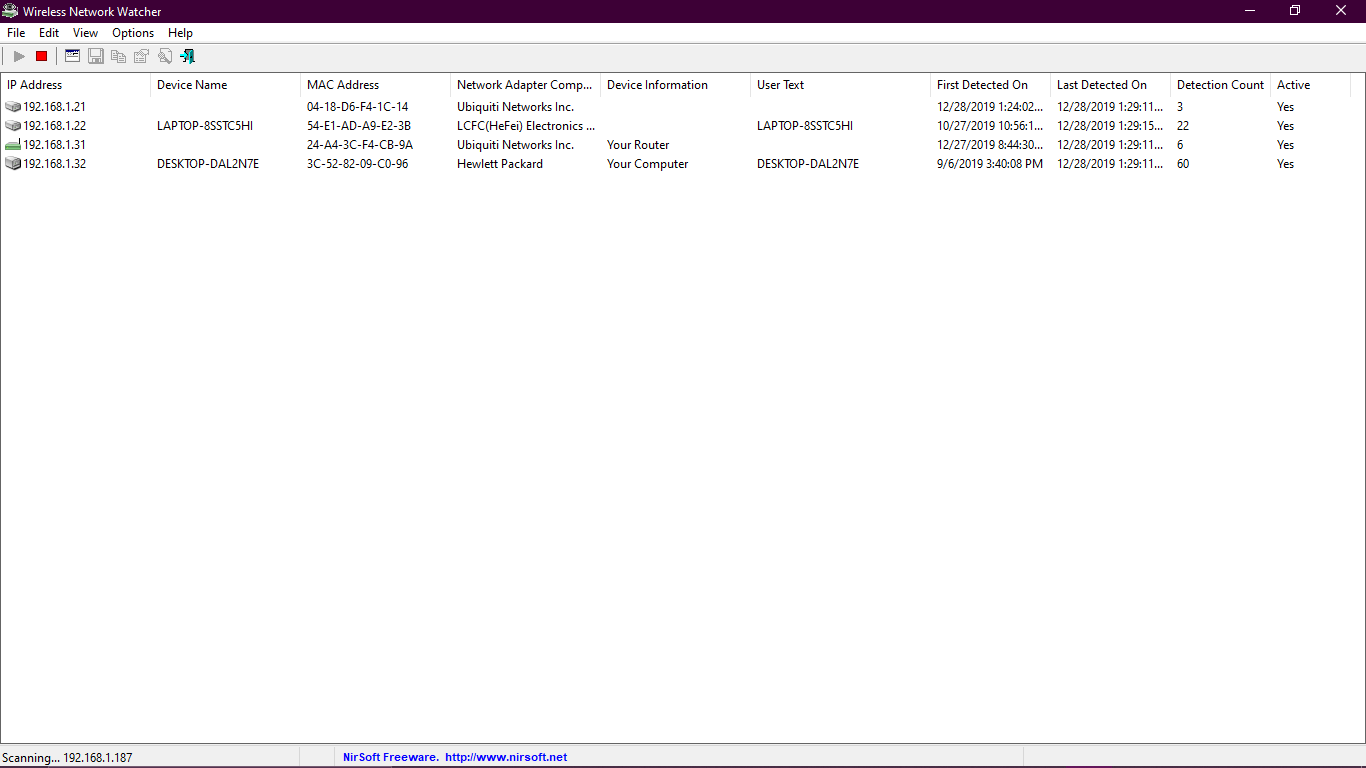 Wireless Network Watcher
File Edit View Options Help
IP Address Device Name MAC Address Network Adapter Comp... Device Information User Text First Detected On Last Detected On Detection Count Active
192.168.1.21 04-18-D6-F4-1C-14 Ubiquiti Networks Inc. 12/28/2019 1:24:02... 12/28/2019 1:29:11... 3 Yes
192.168.1.22 LAPTOP-8SSTC5HI 54-E1-AD-A9-E2-3B LCFC(HeFei) Electronics ... LAPTOP-8SSTC5HI 10/27/2019 10:56:1... 12/28/2019 1:29:15... 22 Yes
192.168.1.31 24-A4-3C-F4-CB-9A Ubiquiti Networks Inc. Your Router 12/27/2019 8:44:30... 12/28/2019 1:29:11... 6 Yes
192.168.1.32 DESKTOP-DAL2N7E 3C-52-82-09-C0-96 Hewlett Packard Your Computer DESKTOP-DAL2N7E 9/6/2019 3:40:08 PM 12/28/2019 1:29:11... 60 Yes
Scanning... 192.168.1.187 NirSoft Freeware. http://www.nirsoft.net